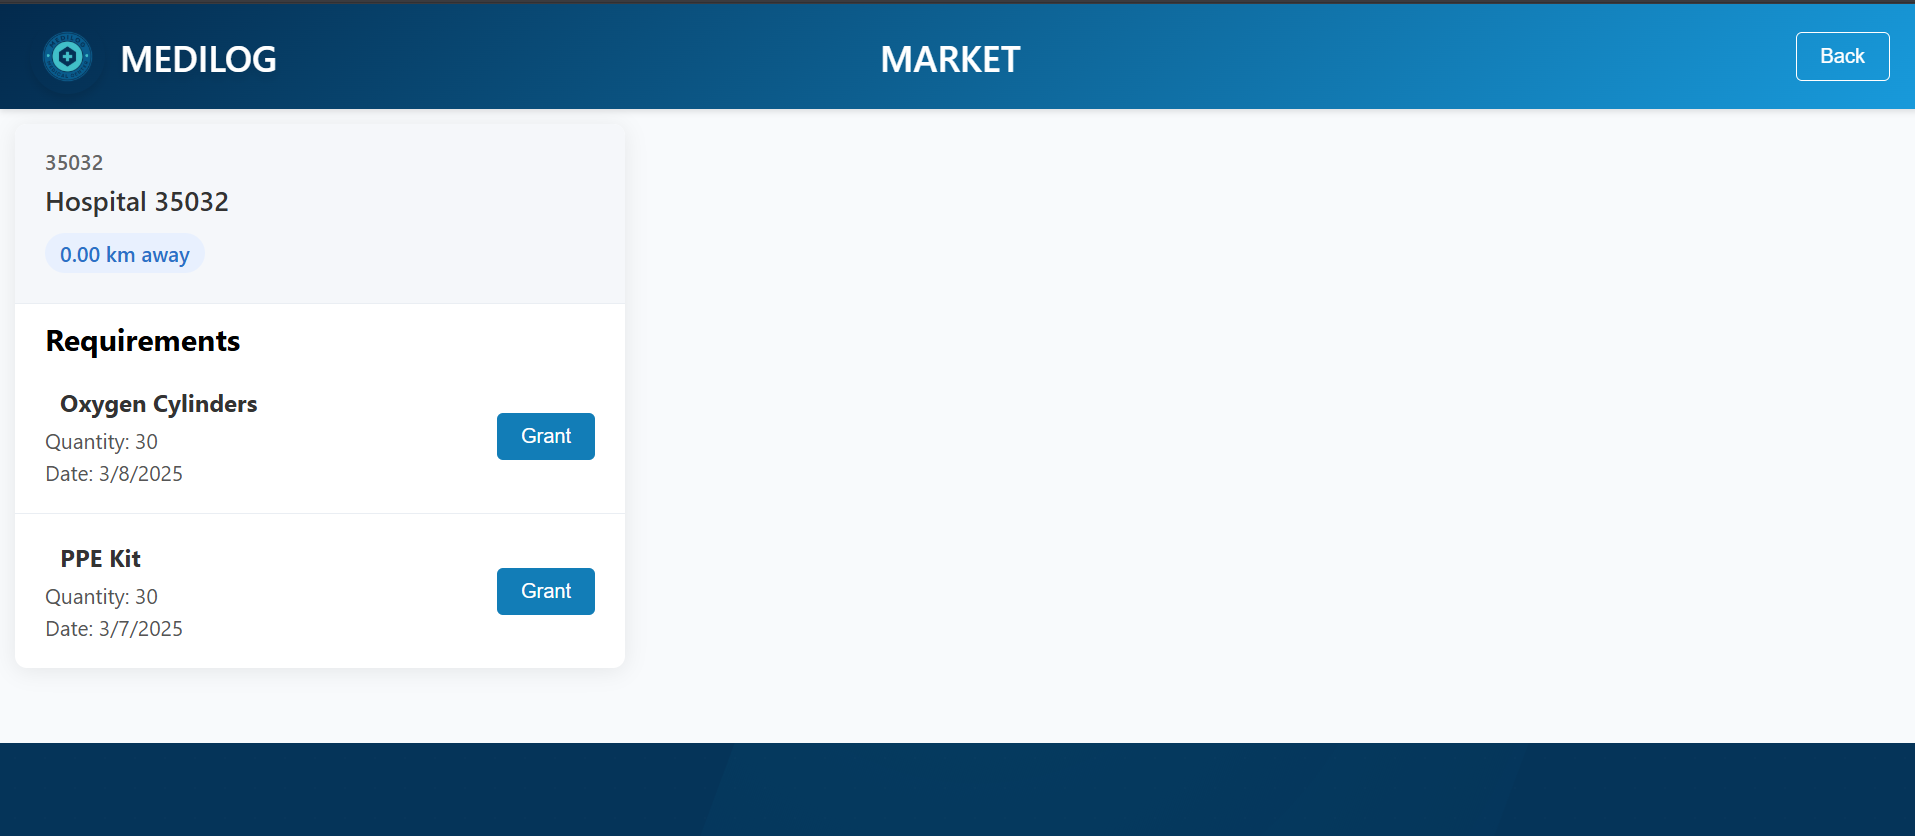 MEDILOG
MARKET
Back
35032
Hospital 35032
0.00 km away
Requirements
Oxygen Cylinders
Quantity: 30
Date: 3/8/2025
Grant
PPE Kit
Quantity: 30
Date: 3/7/2025
Grant